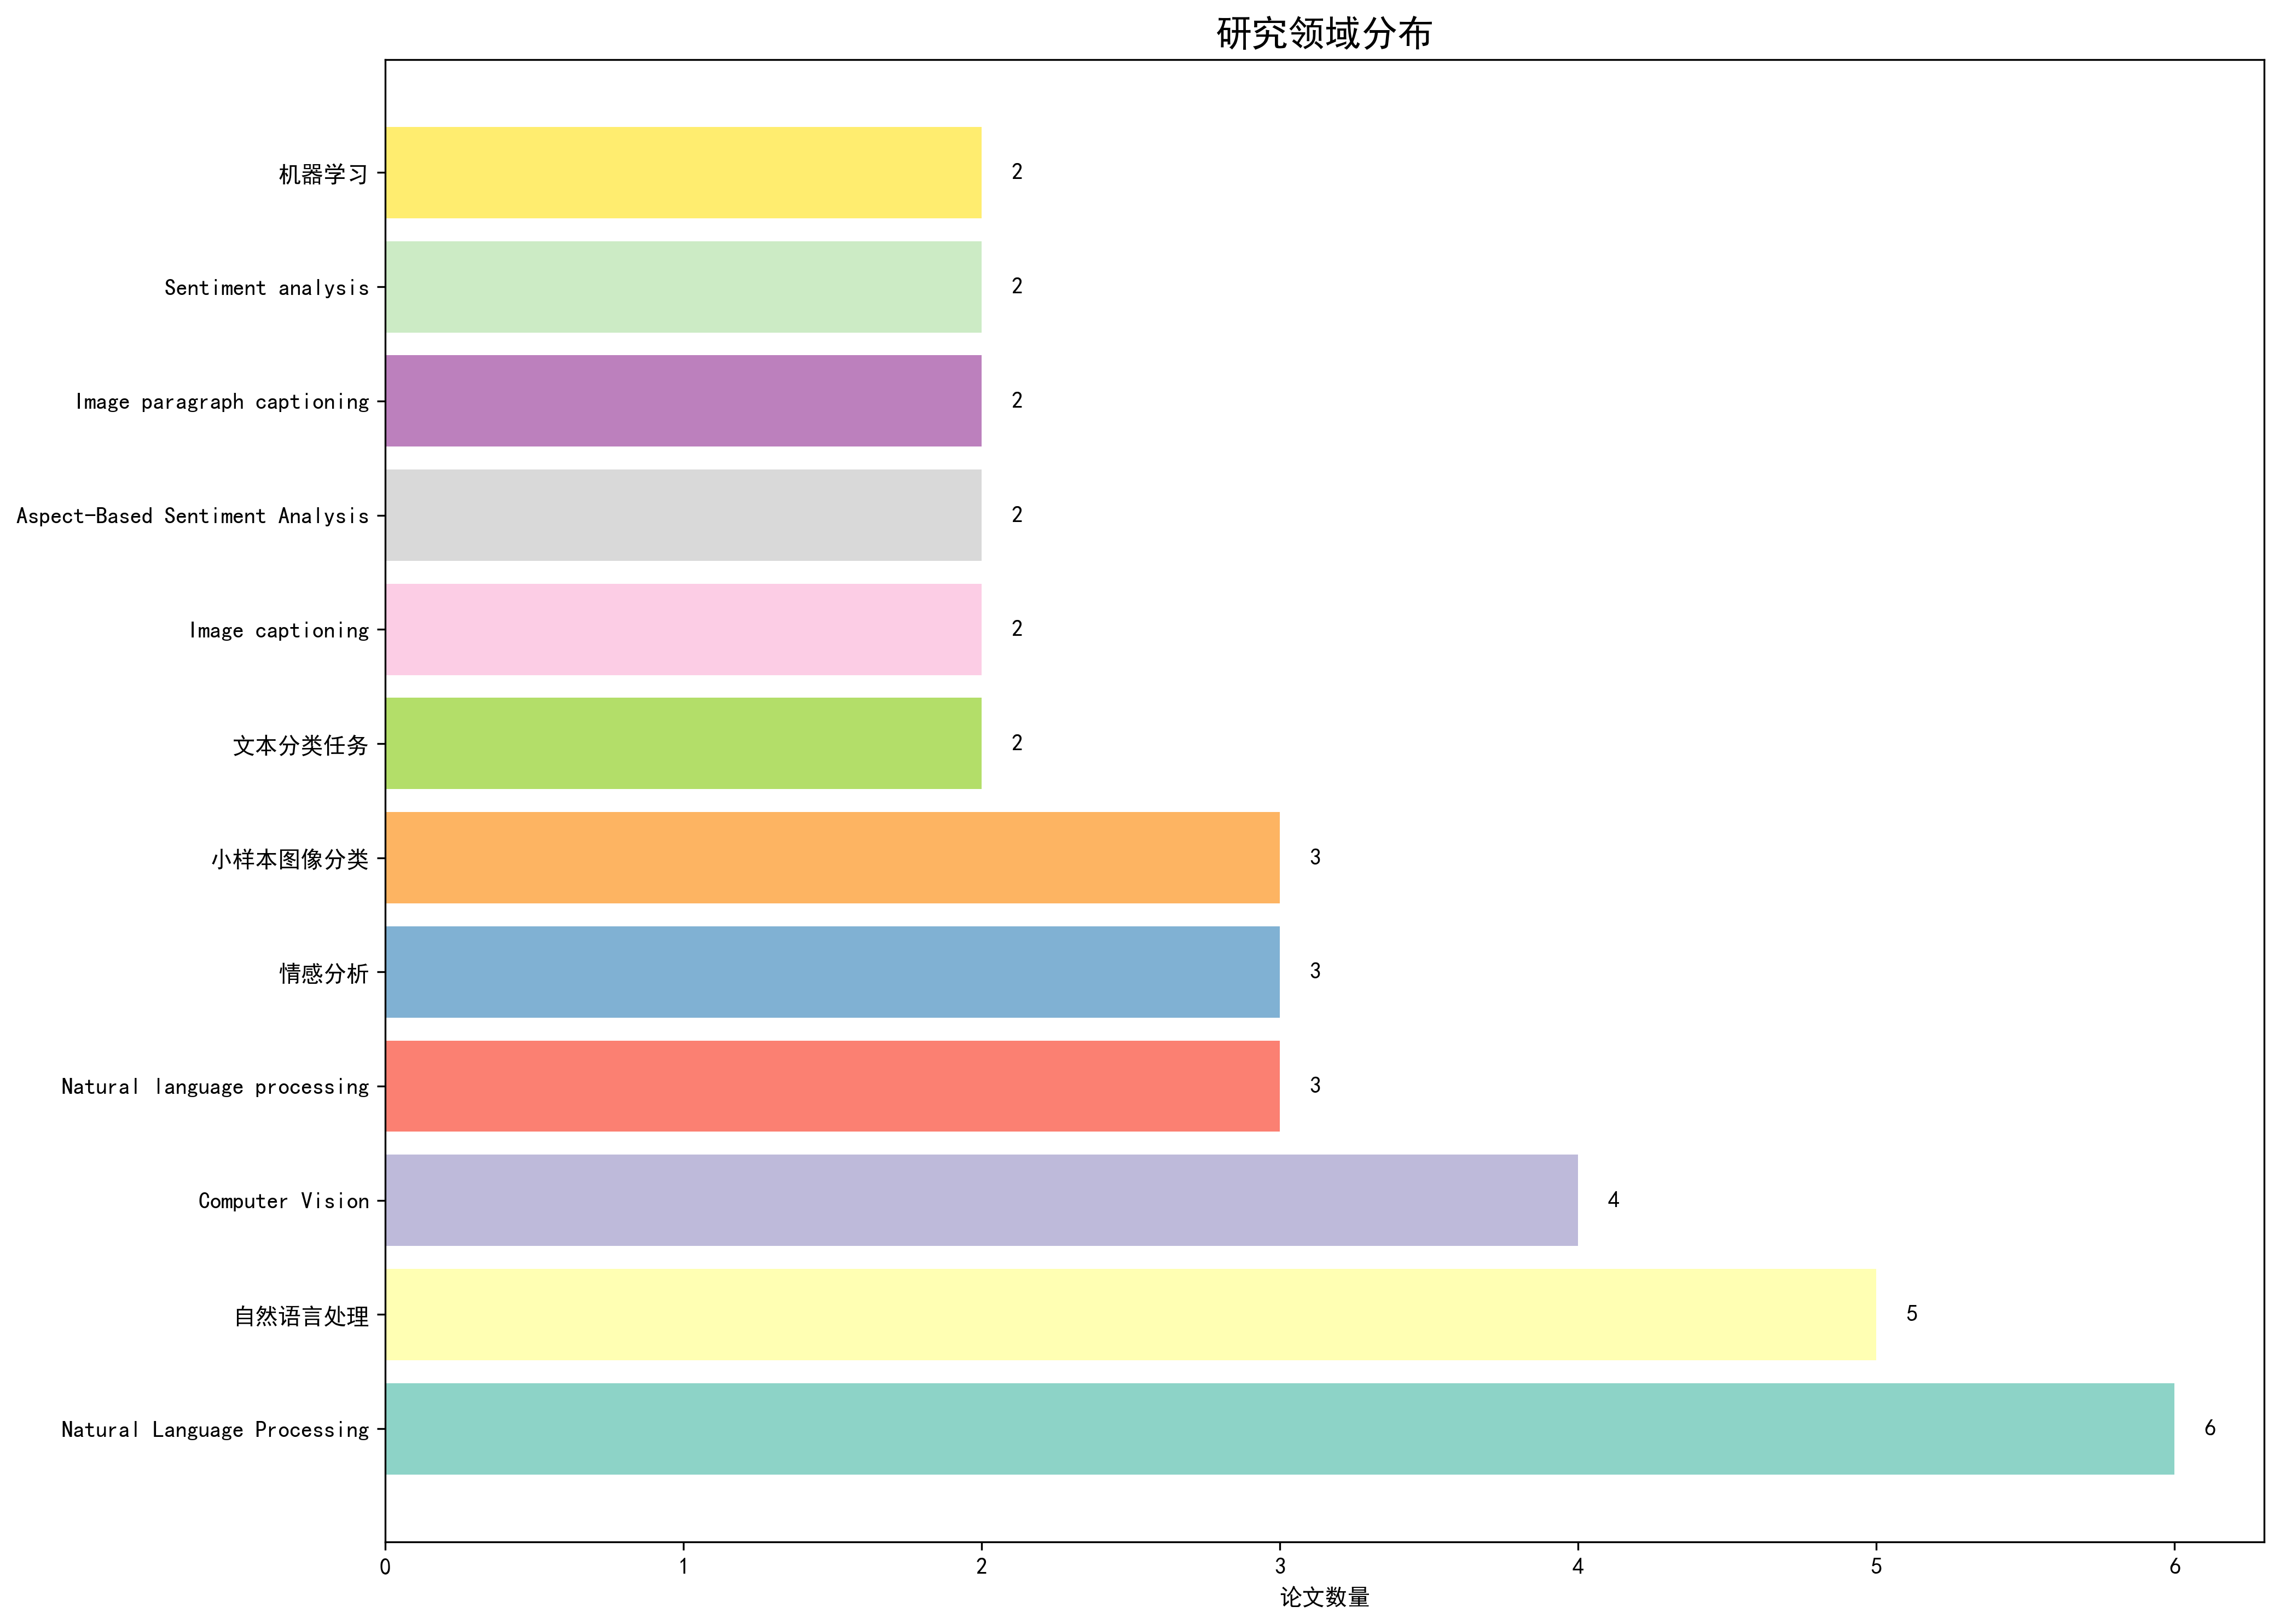 研究领域分布
机器学习 2
Sentiment analysis 2
Image paragraph captioning 2
Aspect-Based Sentiment Analysis 2
Image captioning 2
文本分类任务 2
小样本图像分类 3
情感分析 3
Natural language processing 3
Computer Vision 4
自然语言处理 5
Natural Language Processing 6
0 1 2 3 4 5 6
论文数量